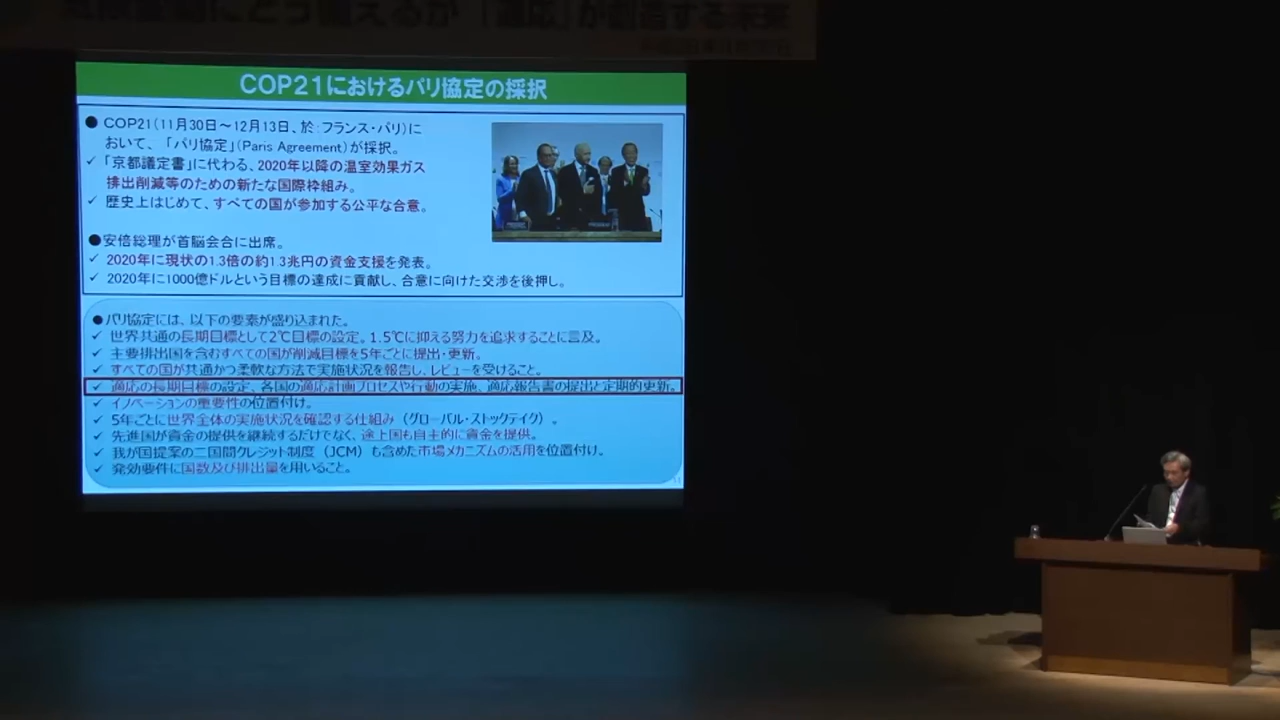 COP21におけるパリ協定の採択
●COP21(11月30日～12月13日、於：フランス・パリ)に
おいて、「パリ協定」(Paris Agreement)が採択。
✓「京都議定書」に代わる、2020年以降の温室効果ガス
排出削減等のための新たな国際枠組み。
✓ 歴史上はじめて、すべての国が参加する公平な合意。
●安倍総理が首脳会合に出席。
✓ 2020年に現状の1.3倍の約1.3兆円の資金支援を発表。
✓ 2020年に1000億ドルという目標の達成に貢献し、合意に向けた交渉を後押し。
●パリ協定には、以下の要素が盛り込まれた。
✓ 世界共通の長期目標として2℃目標の設定。1.5℃に抑える努力を追求することに言及。
✓ 主要排出国を含むすべての国が削減目標を5年ごとに提出・更新。
✓ すべての国が共通かつ柔軟な方法で実施状況を報告し、レビューを受けること。
✓ 適応の長期目標の設定、各国の適応計画プロセスや行動の実施、適応報告書の提出と定期的更新。
✓ イノベーションの重要性の位置付け。
✓ 5年ごとに世界全体の実施状況を確認する仕組み（グローバル・ストックテイク）。
✓ 先進国が資金の提供を継続するだけでなく、途上国も自主的に資金を提供。
✓ 我が国提案の二国間クレジット制度（JCM）も含めた市場メカニズムの活用を位置付け。
✓ 発効要件に国数及び排出量を用いること。